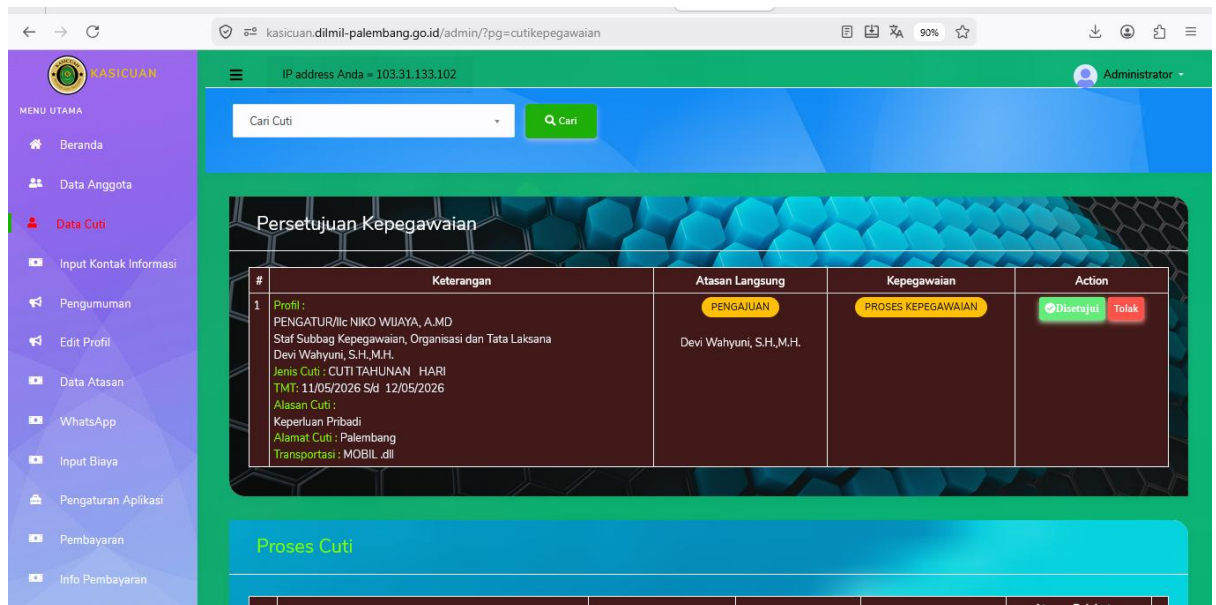 kasicuan.dilmil-palembang.go.id/admin/?pg=cutikepegawaian
90%
KASICUAN
IP address Anda = 103.31.133.102
Administrator
MENU UTAMA
Beranda
Data Anggota
Data Cuti
Input Kontak Informasi
Pengumuman
Edit Profil
Data Atasan
WhatsApp
Input Biaya
Pengaturan Aplikasi
Pembayaran
Info Pembayaran
Cari Cuti
Cari
Persetujuan Kepegawaian
# Keterangan Atasan Langsung Kepegawaian Action
1 Profil : PENGAJUAN PROSES KEPEGAWAIAN Disetujui Tolak
PENGATUR/IIc NIKO WIJAYA, A.MD
Staf Subbag Kepegawaian, Organisasi dan Tata Laksana Devi Wahyuni, S.H.,M.H.
Devi Wahyuni, S.H.,M.H.
Jenis Cuti : CUTI TAHUNAN HARI
TMT: 11/05/2026 S/d 12/05/2026
Alasan Cuti :
Keperluan Pribadi
Alamat Cuti : Palembang
Transportasi : MOBIL .dll
Proses Cuti